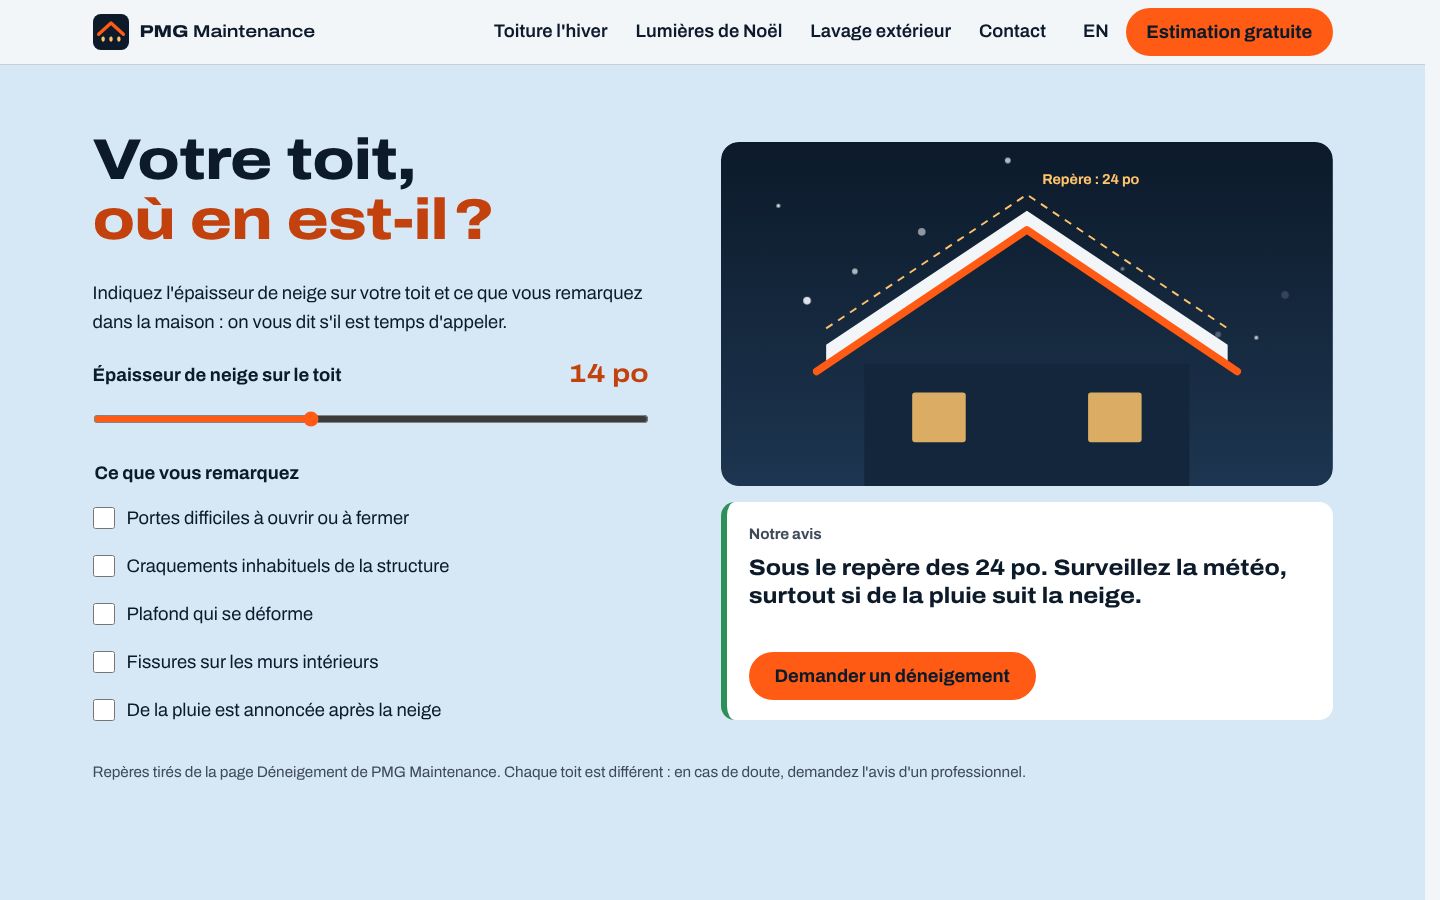 PMG Maintenance
Toiture l'hiver
Lumières de Noël
Lavage extérieur
Contact
EN
Estimation gratuite
Votre toit,
où en est-il ?
Indiquez l'épaisseur de neige sur votre toit et ce que vous remarquez
dans la maison : on vous dit s'il est temps d'appeler.
Épaisseur de neige sur le toit
14 po
Ce que vous remarquez
Portes difficiles à ouvrir ou à fermer
Craquements inhabituels de la structure
Plafond qui se déforme
Fissures sur les murs intérieurs
De la pluie est annoncée après la neige
Repère : 24 po
Notre avis
Sous le repère des 24 po. Surveillez la météo,
surtout si de la pluie suit la neige.
Demander un déneigement
Repères tirés de la page Déneigement de PMG Maintenance. Chaque toit est différent : en cas de doute, demandez l'avis d'un professionnel.